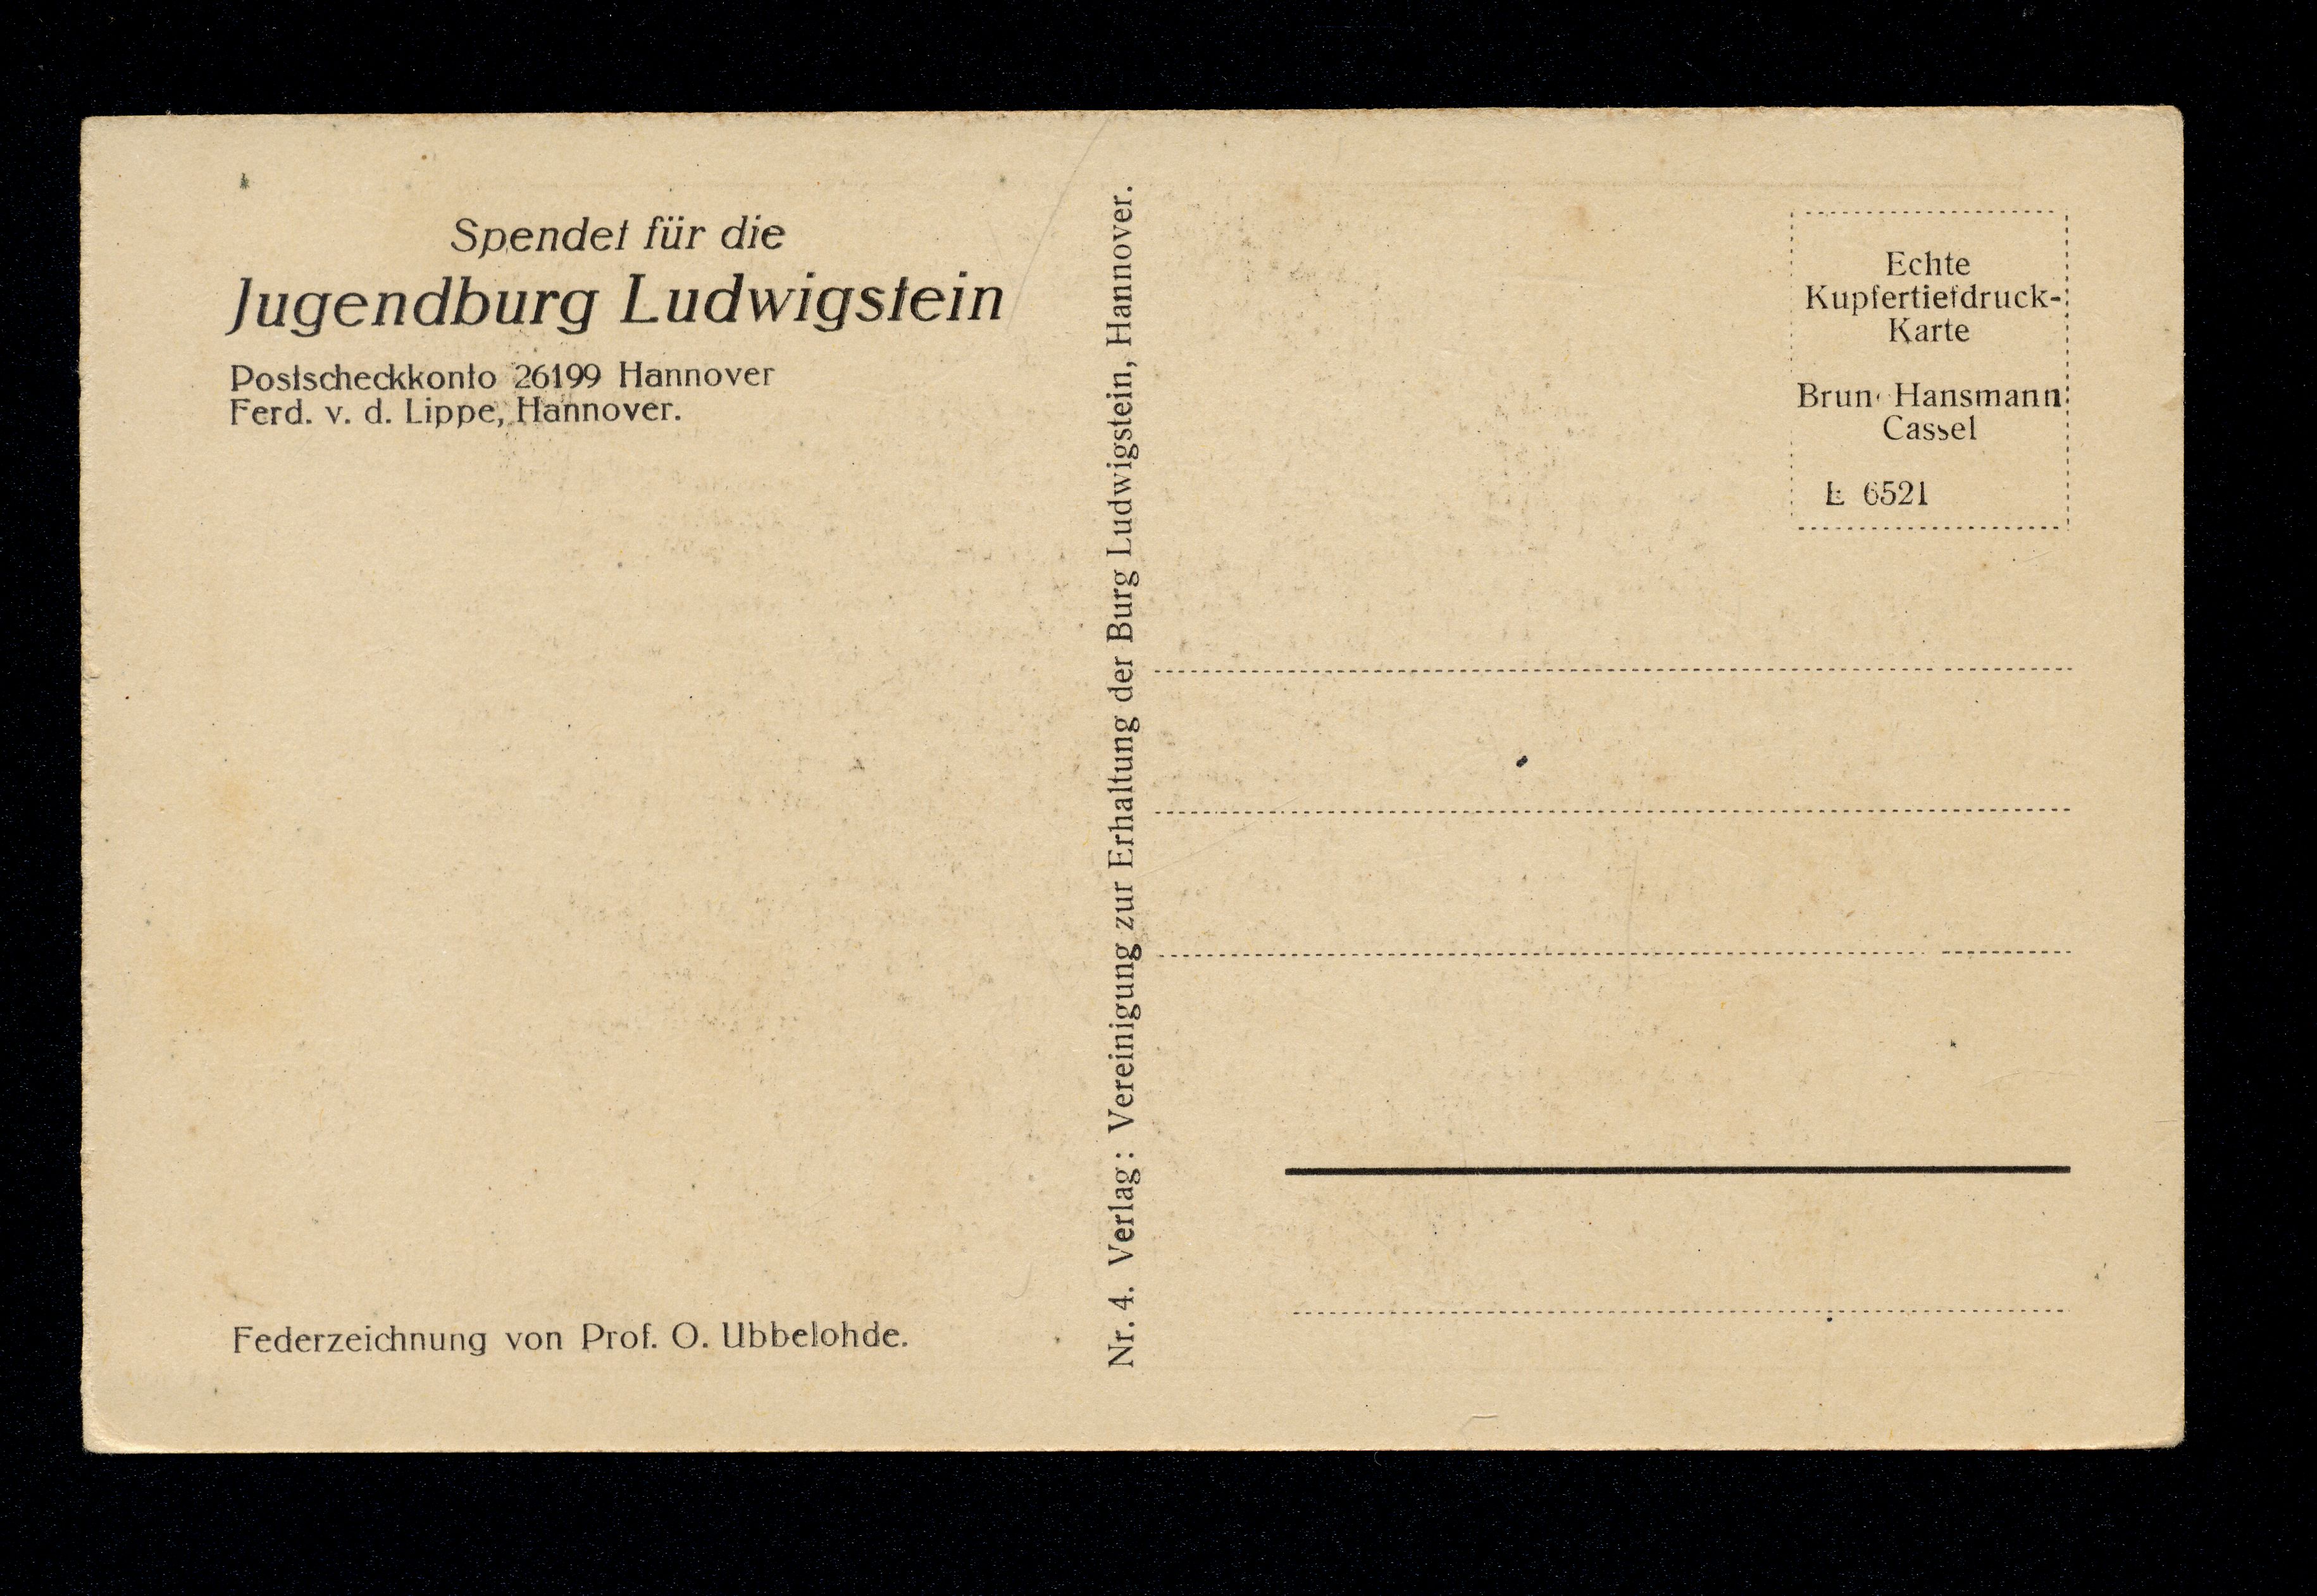 Spendet für die
Jugendburg Ludwigstein
Postscheckkonto 26199 Hannover
Ferd. v. d. Lippe, Hannover.
Federzeichnung von Prof. O. Ubbelohde.
Nr. 4. Verlag: Vereinigung zur Erhaltung der Burg Ludwigstein, Hannover.
Echte
Kupfertiefdruck-
Karte
Bruno Hansmann
Cassel
E 6521